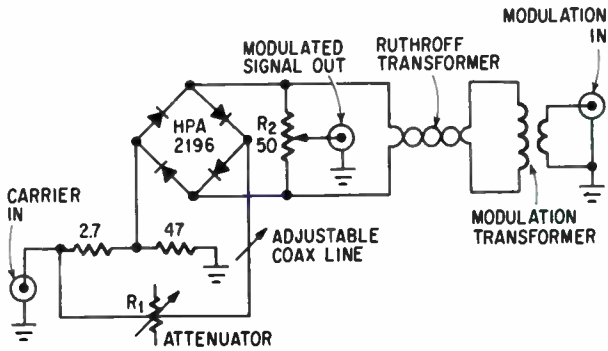 MODULATION
IN
MODULATED
SIGNAL OUT
RUTHROFF
TRANSFORMER
HPA
2196
R2
50
CARRIER
IN
2.7
47
ADJUSTABLE
COAX LINE
MODULATION
TRANSFORMER
R1
ATTENUATOR